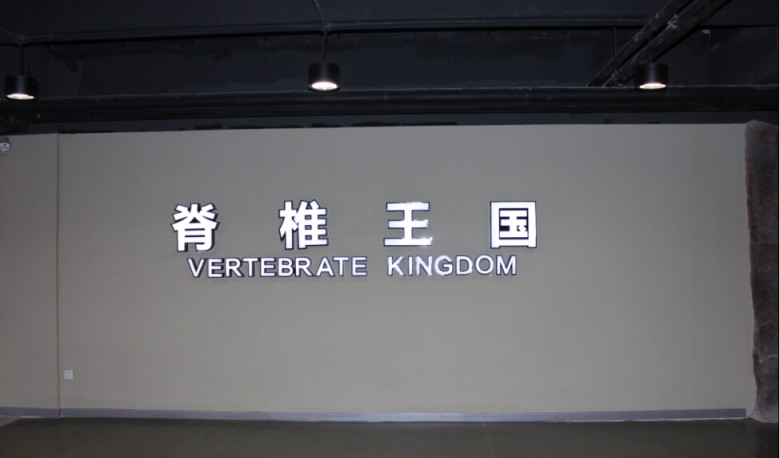 脊椎王国
VERTEBRATE KINGDOM